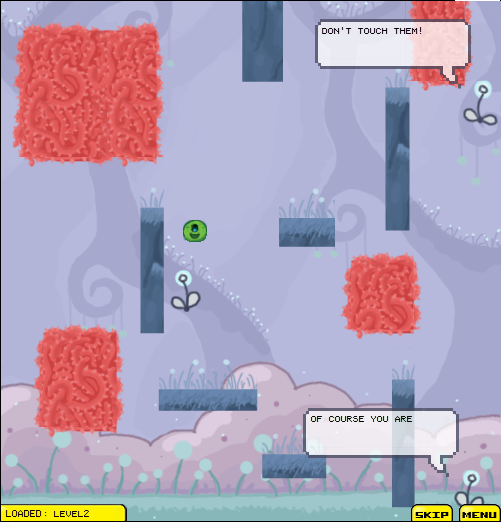 DON'T TOUCH THEM!
OF COURSE YOU ARE
LOADED: LEVEL2
SKIP
MENU